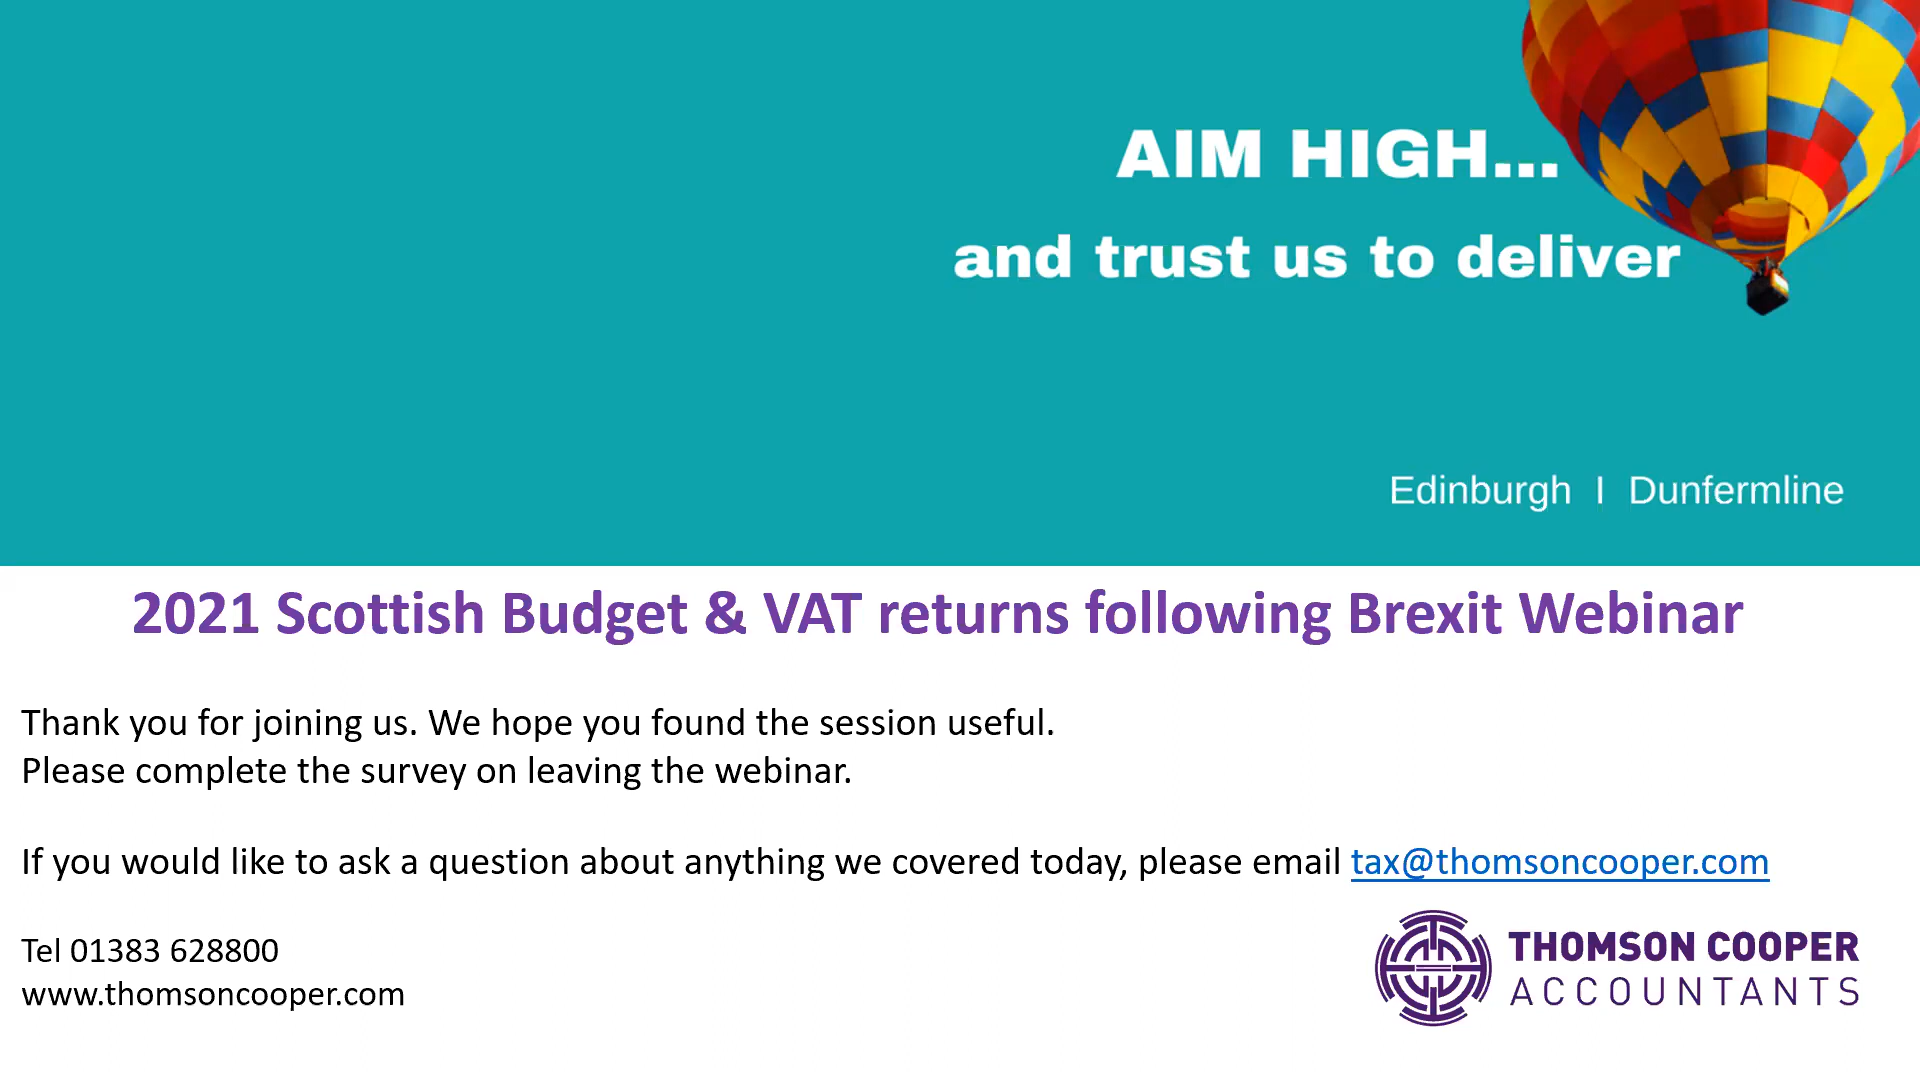 AIM HIGH...
and trust us to deliver
Edinburgh I Dunfermline
2021 Scottish Budget & VAT returns following Brexit Webinar
Thank you for joining us. We hope you found the session useful.
Please complete the survey on leaving the webinar.
If you would like to ask a question about anything we covered today, please email tax@thomsoncooper.com
Tel 01383 628800
www.thomsoncooper.com
THOMSON COOPER
ACCOUNTANTS